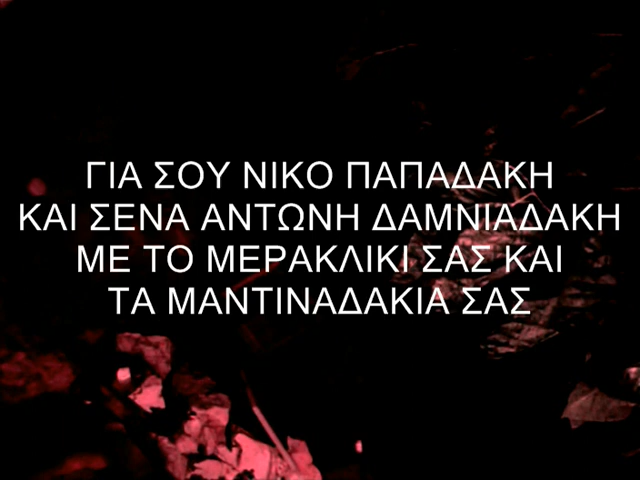 ΓΙΑ ΣΟΥ ΝΙΚΟ ΠΑΠΑΔΑΚΗ
ΚΑΙ ΣΕΝΑ ΑΝΤΩΝΗ ΔΑΜΝΙΑΔΑΚΗ
ΜΕ ΤΟ ΜΕΡΑΚΛΙΚΙ ΣΑΣ ΚΑΙ
ΤΑ ΜΑΝΤΙΝΑΔΑΚΙΑ ΣΑΣ